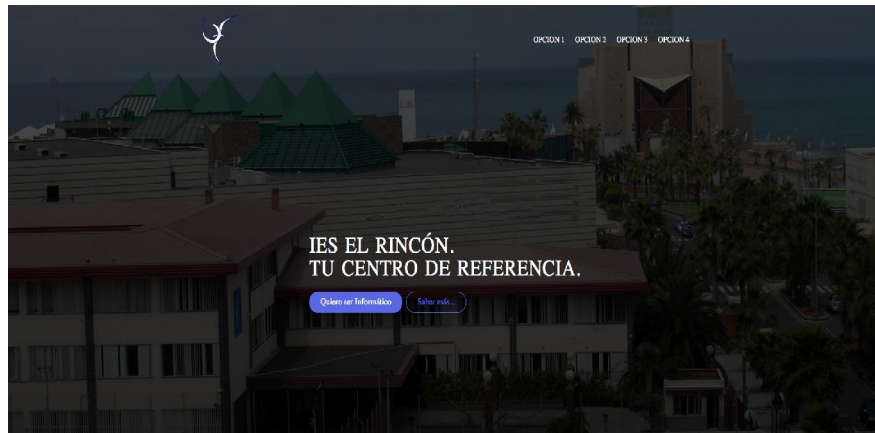 OPCION 1 OPCION 2 OPCION 3 OPCION 4
IES EL RINCÓN.
TU CENTRO DE REFERENCIA.
Quiero ser Informático Saber más...